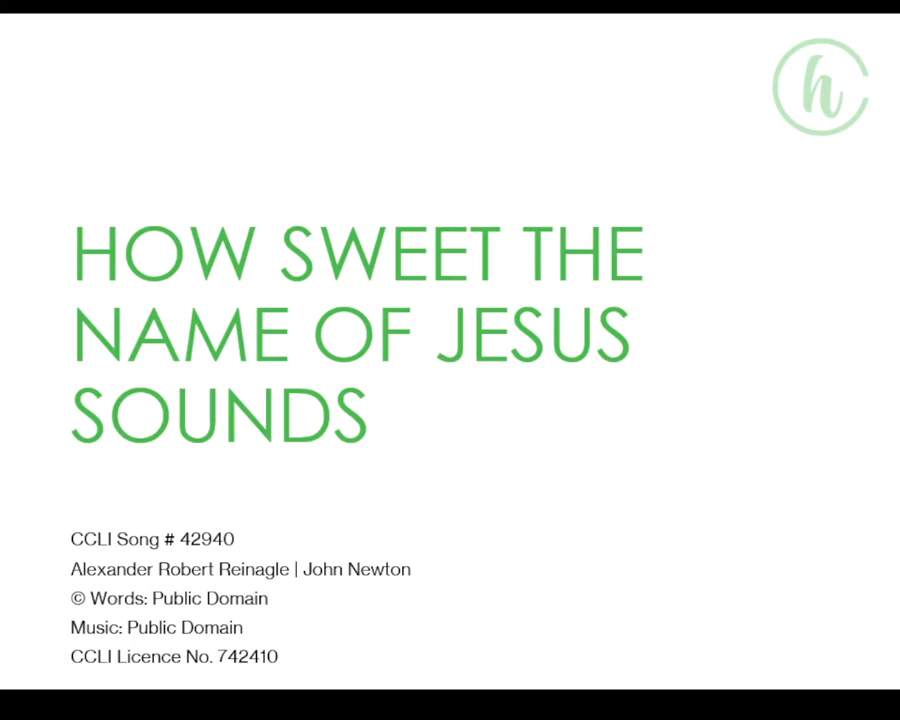 h
HOW SWEET THE
NAME OF JESUS
SOUNDS
CCLI Song # 42940
Alexander Robert Reinagle | John Newton
© Words: Public Domain
Music: Public Domain
CCLI Licence No. 742410